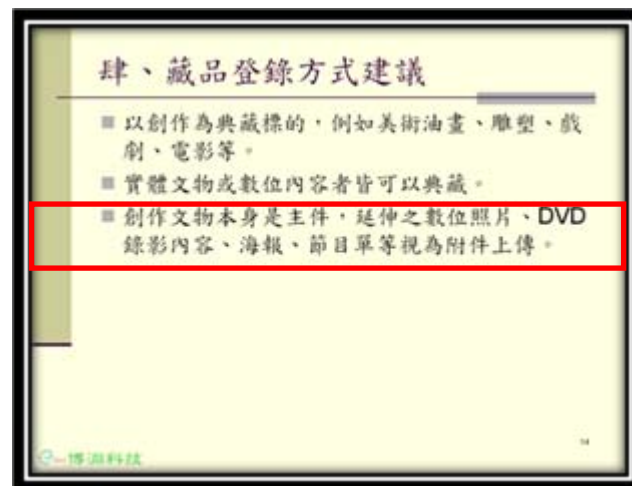 肆、藏品登錄方式建議
以創作為典藏標的,例如美術油畫、雕塑、戲
劇、電影等。
實體文物或數位內容者皆可以典藏。
創作文物本身是主件,延伸之數位照片、DVD
錄影內容、海報、節目單等視為附件上傳。
14
博淵科技